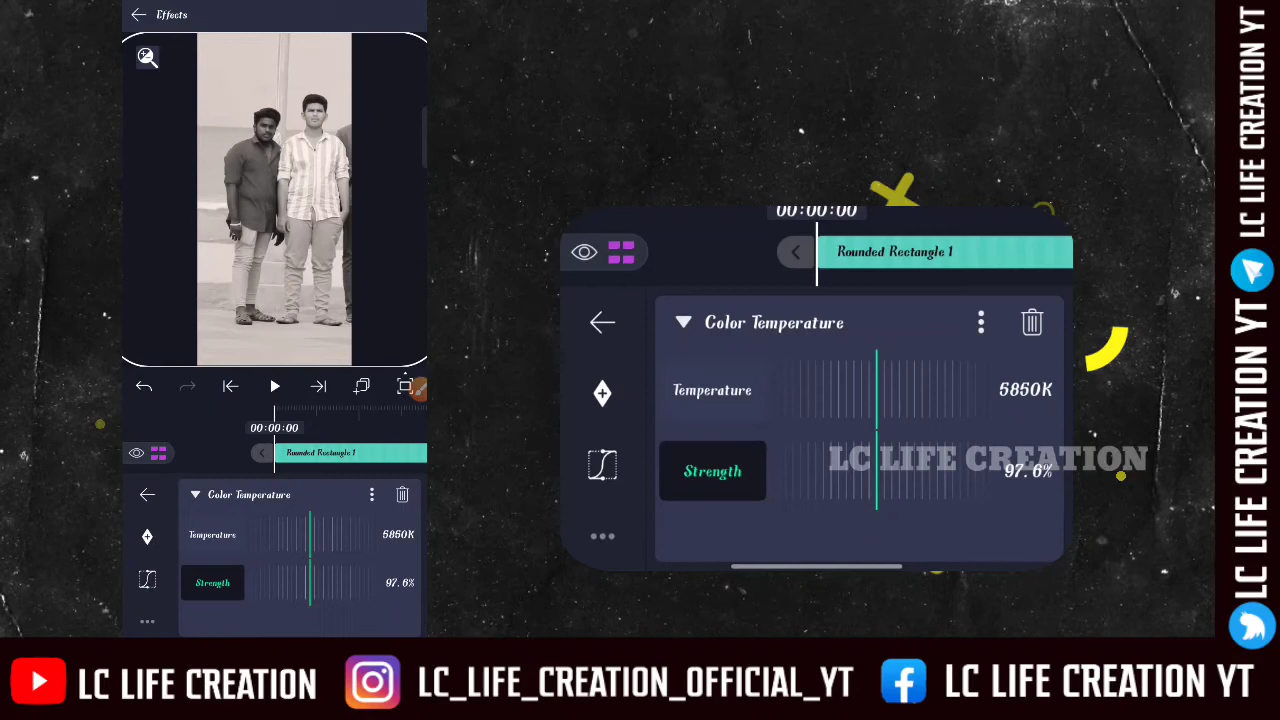 Effects
00:00:00
Rounded Rectangle 1
Color Temperature
Temperature
5850K
Strength
97.6%
00:00:00
Rounded Rectangle 1
Color Temperature
Temperature
5850K
Strength
97.6%
LC LIFE CREATION
LC LIFE CREATION YT
LC LIFE CREATION YT
LC LIFE CREATION
LC_LIFE_CREATION_OFFICIAL_YT
LC LIFE CREATION YT